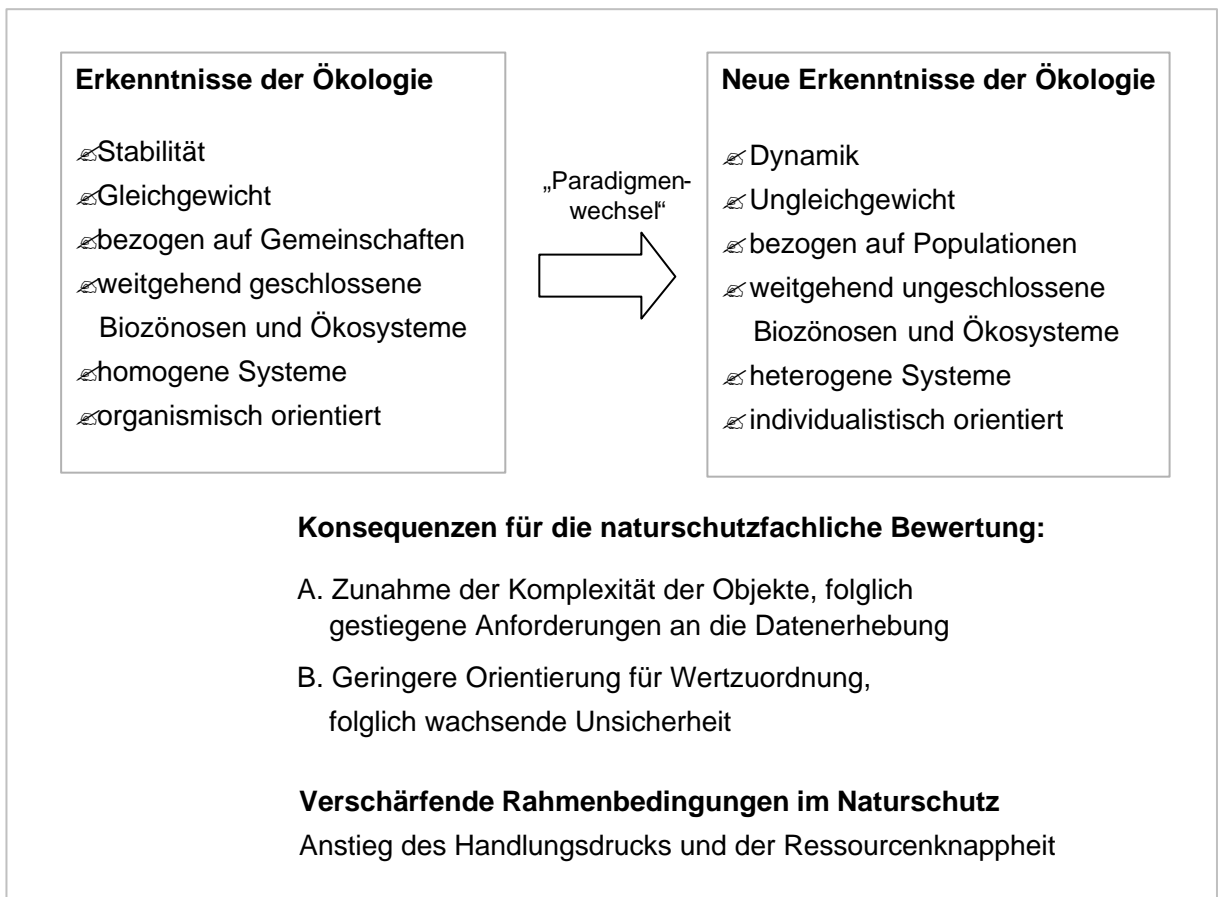 Erkenntnisse der Ökologie
Stabilität
Gleichgewicht
bezogen auf Gemeinschaften
weitgehend geschlossene
Biozönosen und Ökosysteme
homogene Systeme
organismisch orientiert
„Paradigmen-
wechsel“
Neue Erkenntnisse der Ökologie
Dynamik
Ungleichgewicht
bezogen auf Populationen
weitgehend ungeschlossene
Biozönosen und Ökosysteme
heterogene Systeme
individualistisch orientiert
Konsequenzen für die naturschutzfachliche Bewertung:
A. Zunahme der Komplexität der Objekte, folglich
gestiegene Anforderungen an die Datenerhebung
B. Geringere Orientierung für Wertzuordnung,
folglich wachsende Unsicherheit
Verschärfende Rahmenbedingungen im Naturschutz
Anstieg des Handlungsdrucks und der Ressourcenknappheit